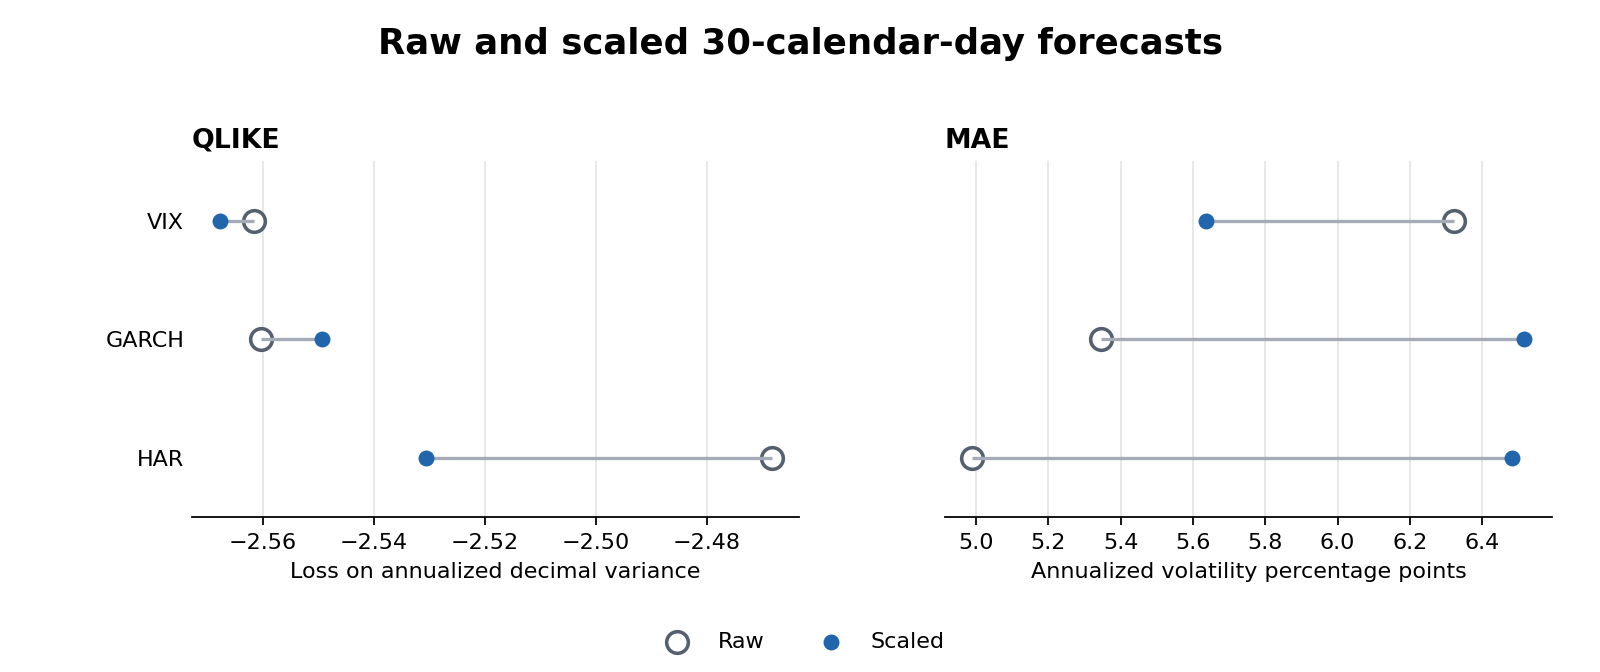 Raw and scaled 30-calendar-day forecasts
QLIKE
VIX
GARCH
HAR
−2.56 −2.54 −2.52 −2.50 −2.48
Loss on annualized decimal variance
MAE
5.0 5.2 5.4 5.6 5.8 6.0 6.2 6.4
Annualized volatility percentage points
Raw Scaled